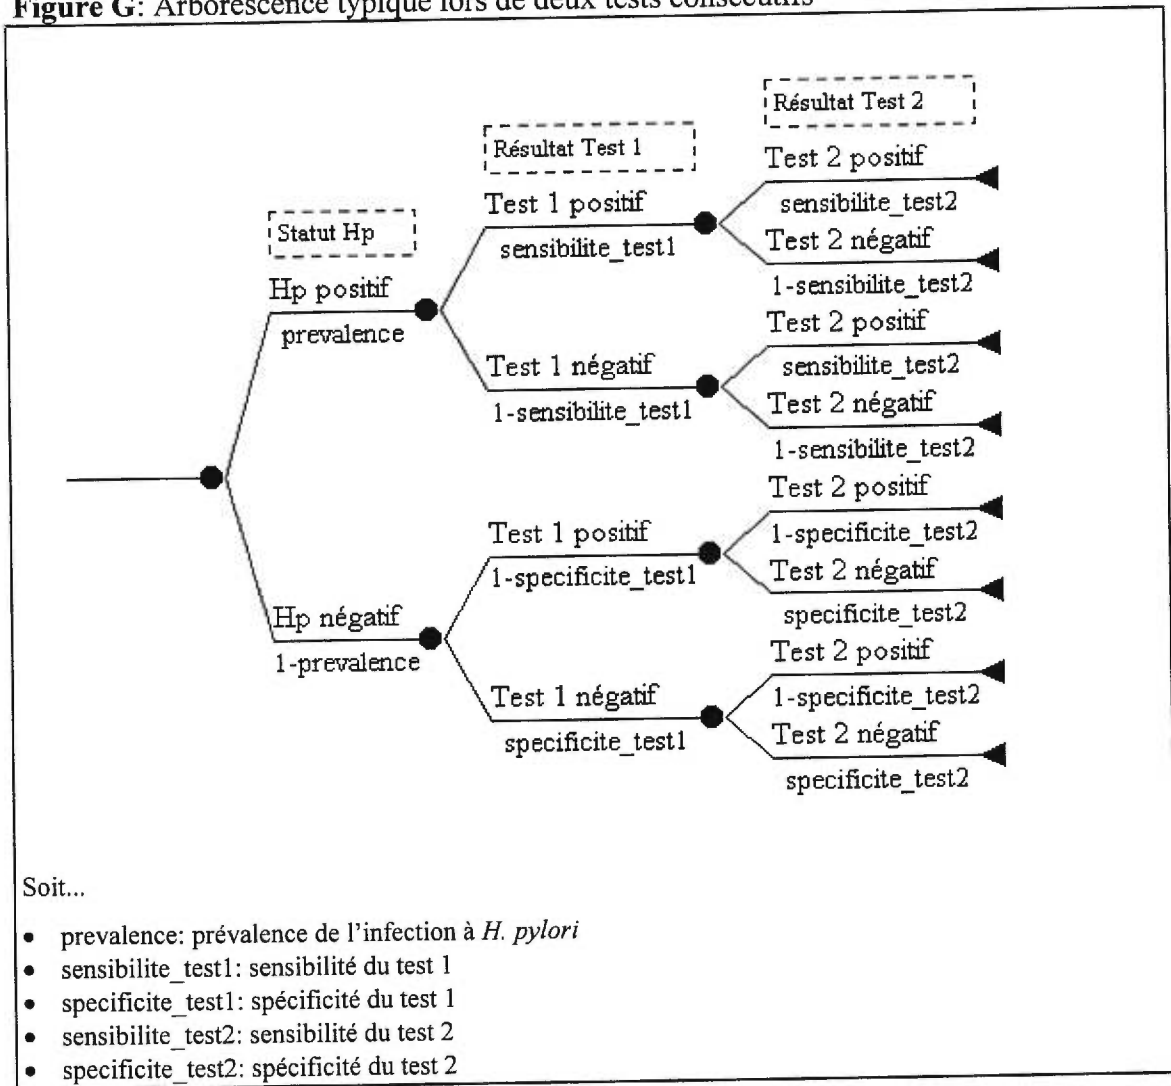 Figure G: Arborescence typique lors de deux tests consécutifs
Résultat Test 2
Résultat Test 1
Test 2 positif
sensibilite_test2
Test 1 positif
sensibilite_test1
Test 2 négatif
1-sensibilite_test2
Statut Hp
Hp positif
prevalence
Test 2 positif
sensibilite_test2
Test 1 négatif
1-sensibilite_test1
Test 2 négatif
1-sensibilite_test2
Test 2 positif
1-specificite_test2
Test 1 positif
1-specificite_test1
Test 2 négatif
specificite_test2
Hp négatif
1-prevalence
Test 2 positif
1-specificite_test2
Test 1 négatif
specificite_test1
Test 2 négatif
specificite_test2
Soit...
• prevalence: prévalence de l'infection à H. pylori
• sensibilite_test1: sensibilité du test 1
• specificite_test1: spécificité du test 1
• sensibilite_test2: sensibilité du test 2
• specificite_test2: spécificité du test 2